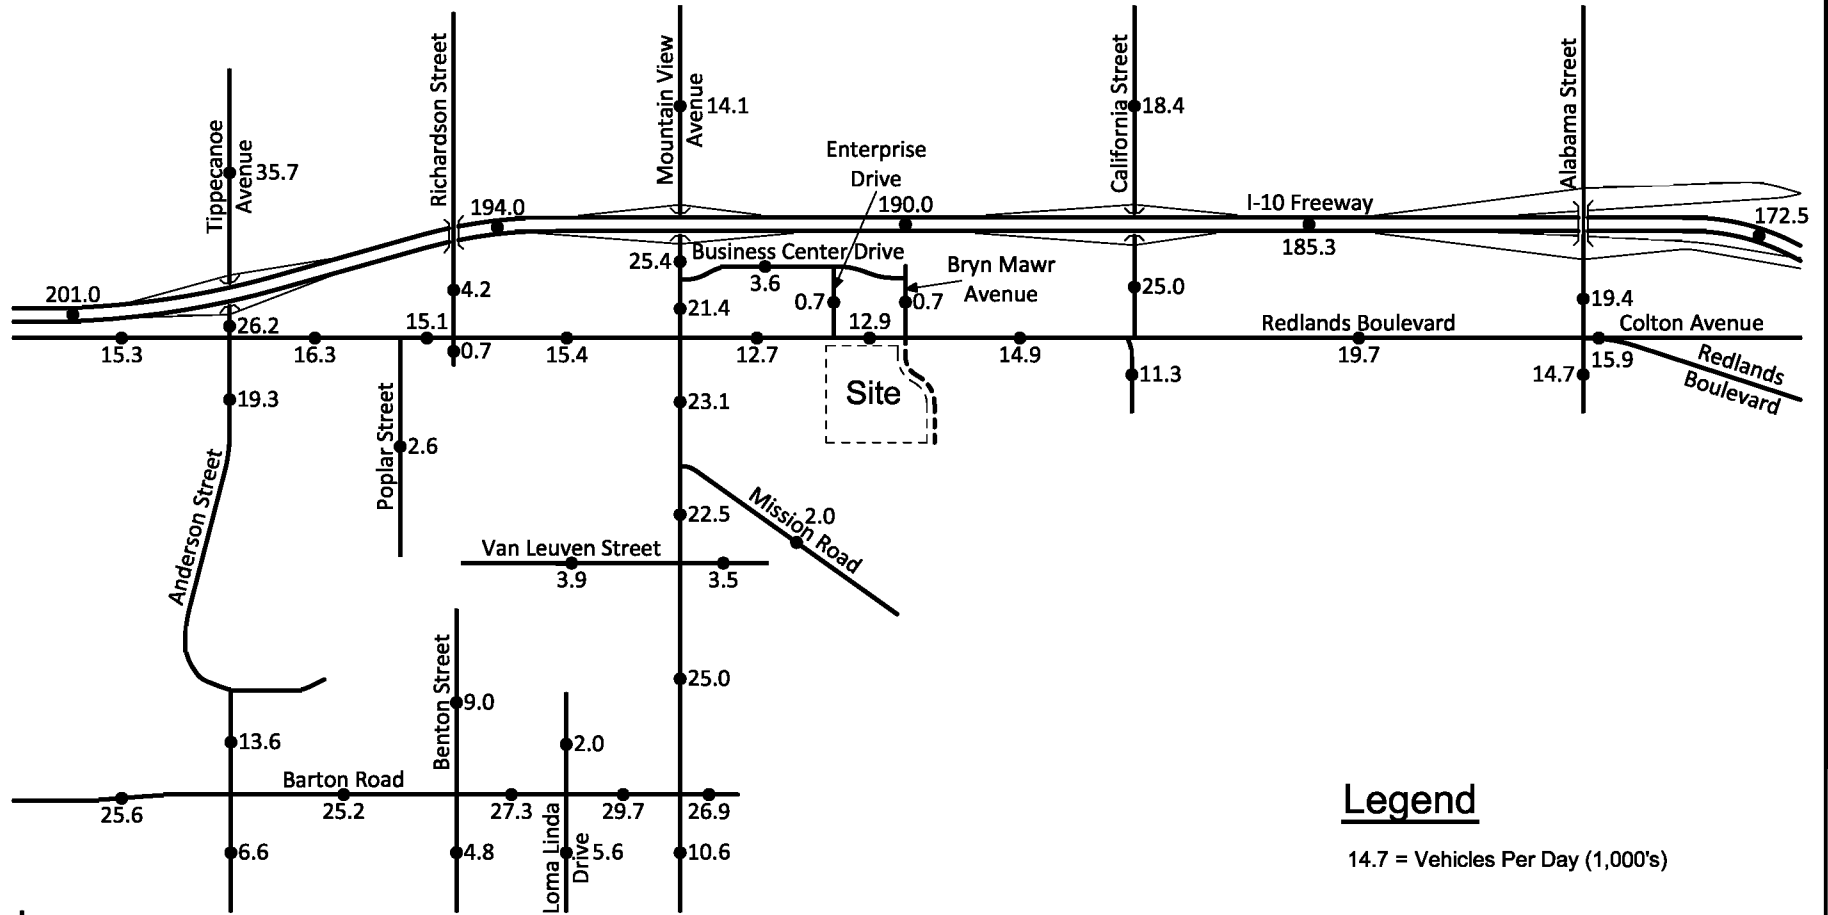 Tippecanoe
Avenue
35.7
Richardson Street
Mountain View
Avenue
14.1
California Street
18.4
Alabama Street
Enterprise
Drive
194.0
190.0
I-10 Freeway
185.3
172.5
201.0
25.4
Business Center Drive
3.6
Bryn Mawr
Avenue
4.2
21.4
0.7
0.7
25.0
19.4
26.2
15.1
12.9
Redlands Boulevard
Colton Avenue
15.3
16.3
0.7
15.4
12.7
14.9
19.7
15.9
Redlands
Boulevard
19.3
11.3
14.7
Site
23.1
Poplar Street
2.6
Anderson Street
22.5
Mission Road
2.0
Van Leuven Street
3.9
3.5
Benton Street
9.0
25.0
13.6
2.0
Barton Road
25.6
25.2
27.3
29.7
26.9
Loma Linda
Drive
6.6
4.8
5.6
10.6
Legend
14.7 = Vehicles Per Day (1,000's)